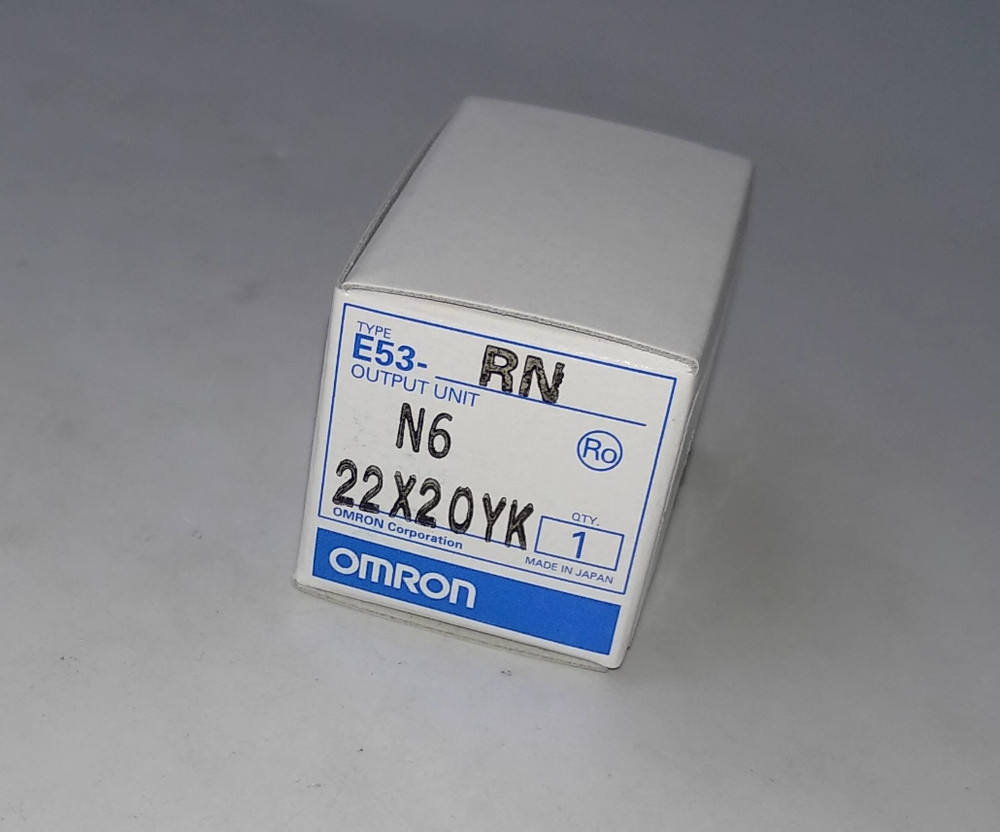 TYPE
E53- RN
OUTPUT UNIT
N6
Ro
22X20YK
QTY.
1
OMRON Corporation
MADE IN JAPAN
OMRON